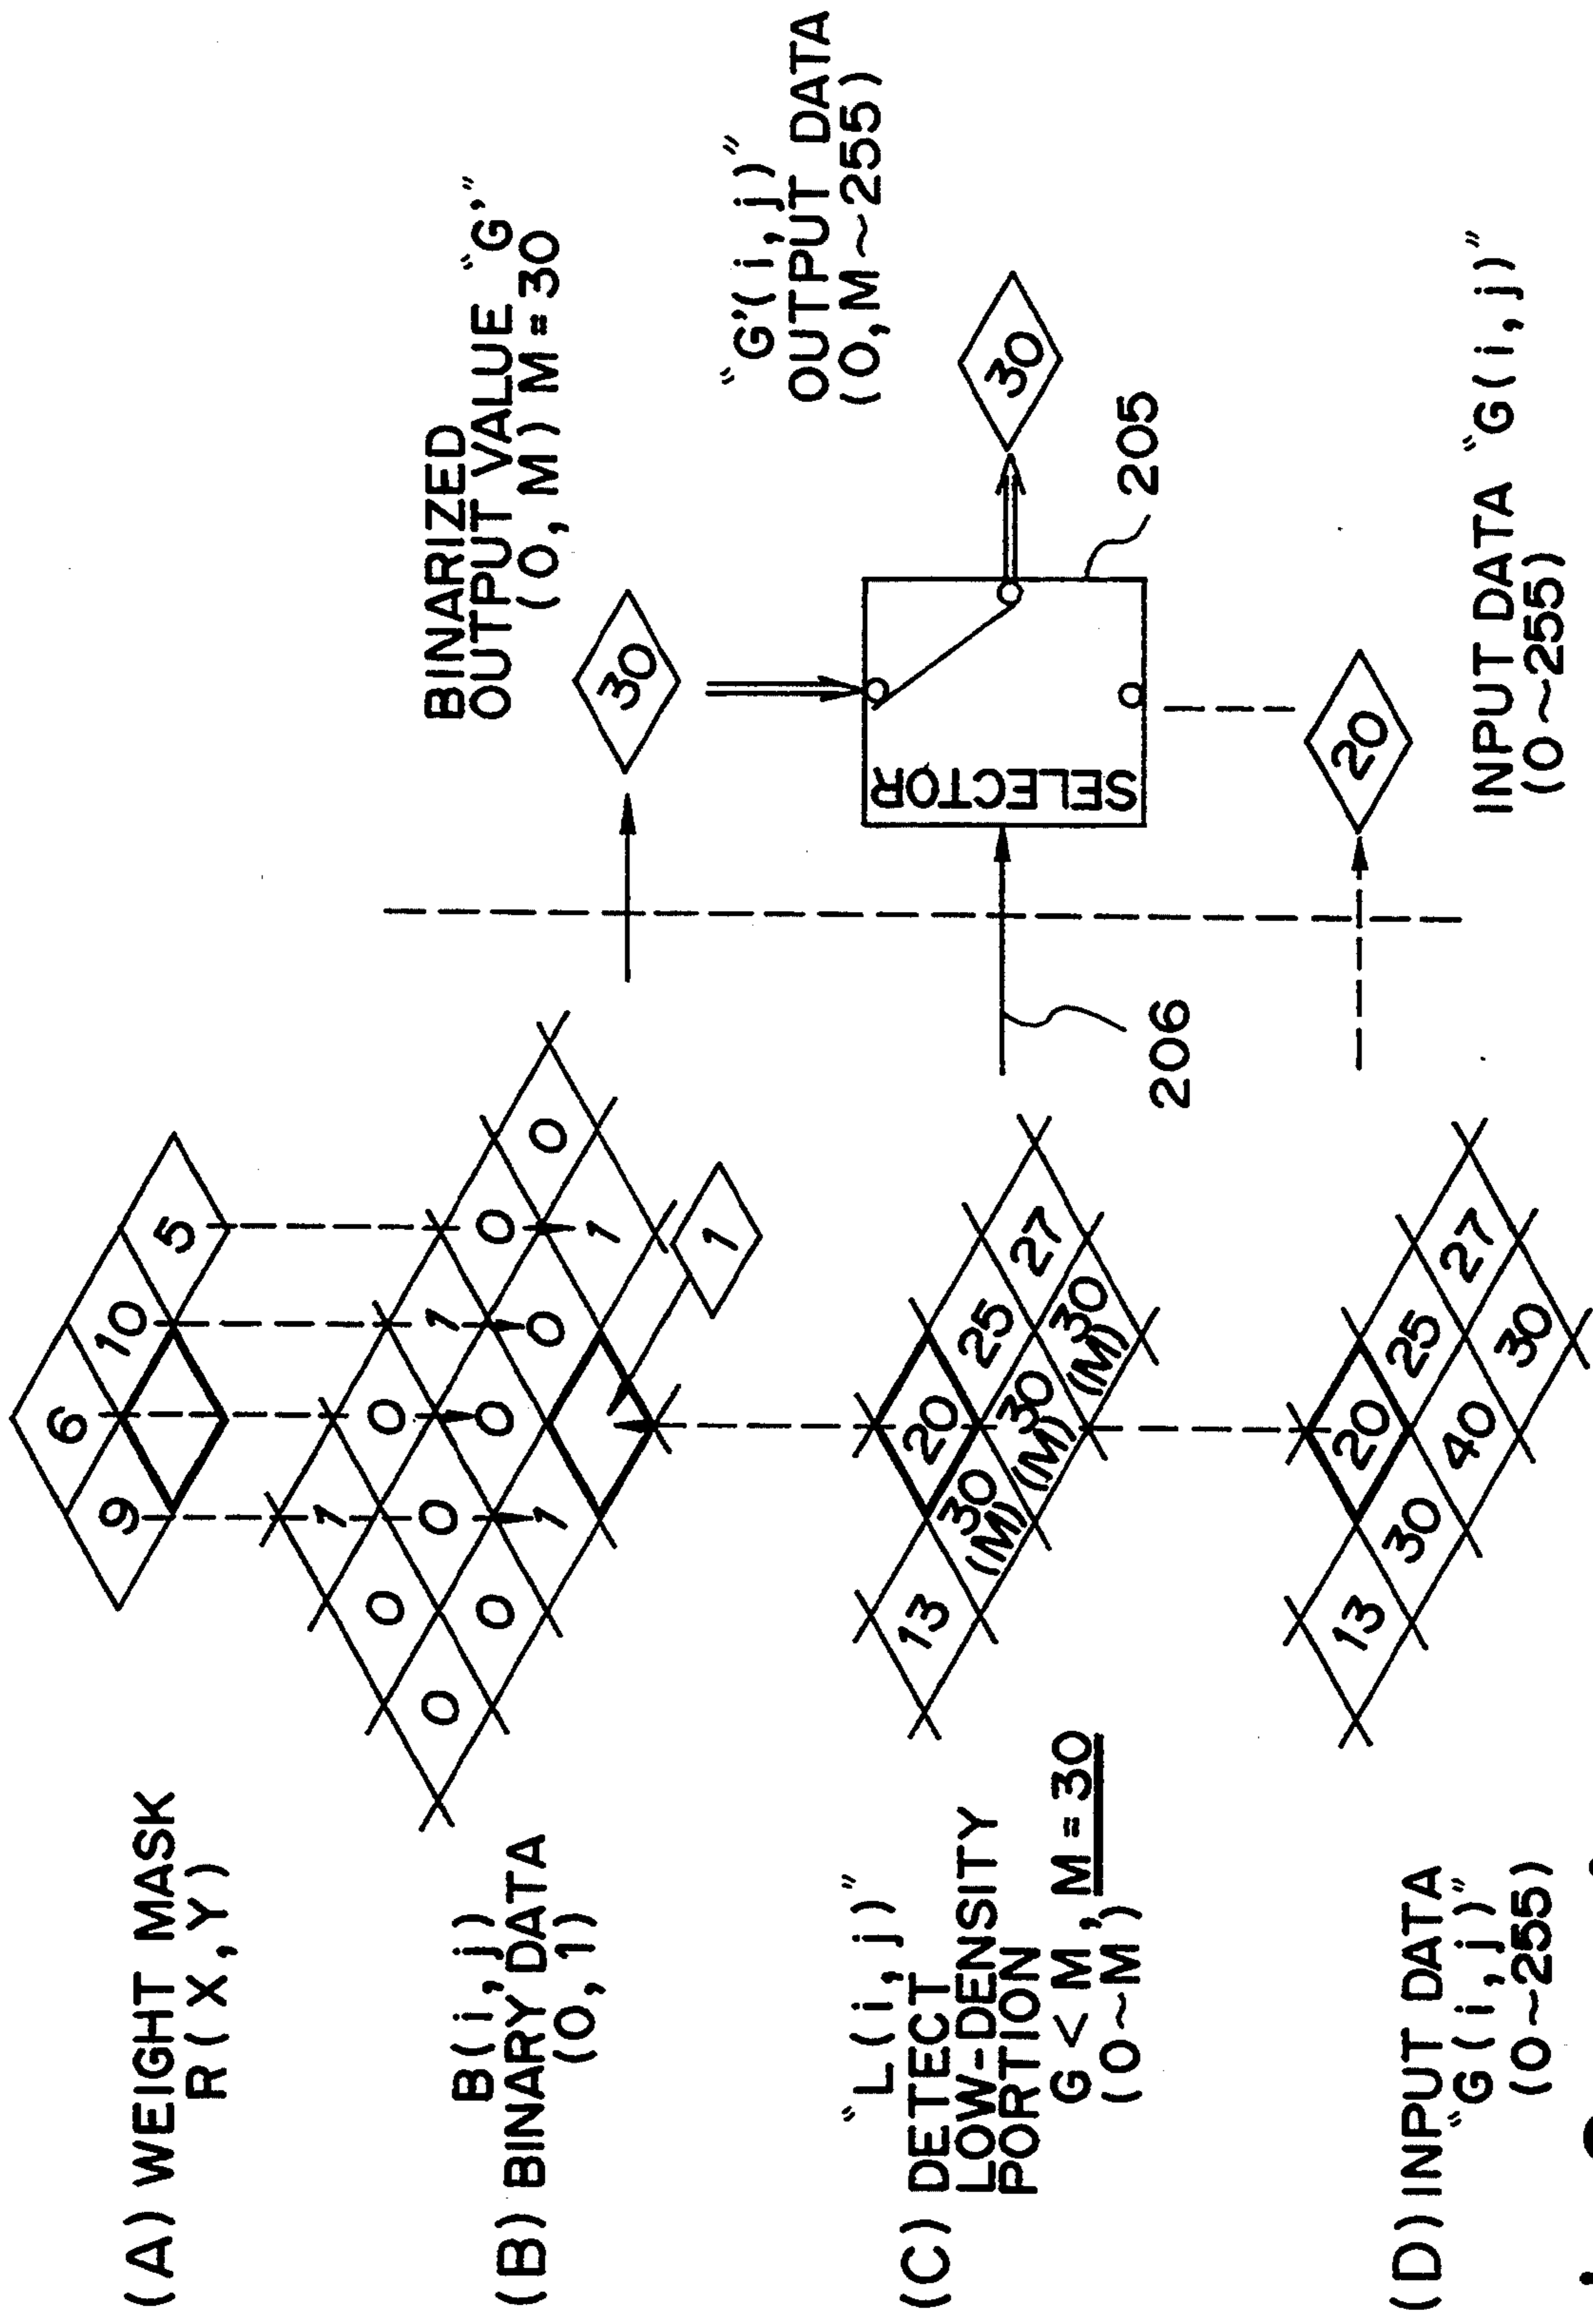 (A) WEIGHT MASK
R(X,Y)
9 6 10 5
B(i,j)
(B) BINARY DATA
(0,1)
0 0 1
0 0 0 1 0 0
1 0 0 1
1
"L(i,j)"
(C) DETECT
LOW-DENSITY
PORTION
G<M, M=30
(0~M)
13 20 25 27
30 30 30
(M) (M) (M)
(D) INPUT DATA
"G(i,j)"
(0~255)
13 20 25 27
30 40 30
BINARIZED
OUTPUT VALUE "G'"
(0,M) M=30
30
SELECTOR
205
206
"G'(i,j)"
OUTPUT DATA
(0,M~255)
30
20
INPUT DATA "G(i,j)"
(0~255)